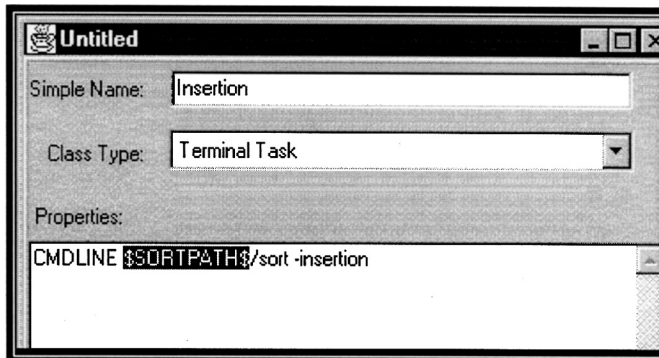 Untitled
Simple Name: Insertion
Class Type: Terminal Task
Properties:
CMDLINE $SORTPATH$/sort -insertion